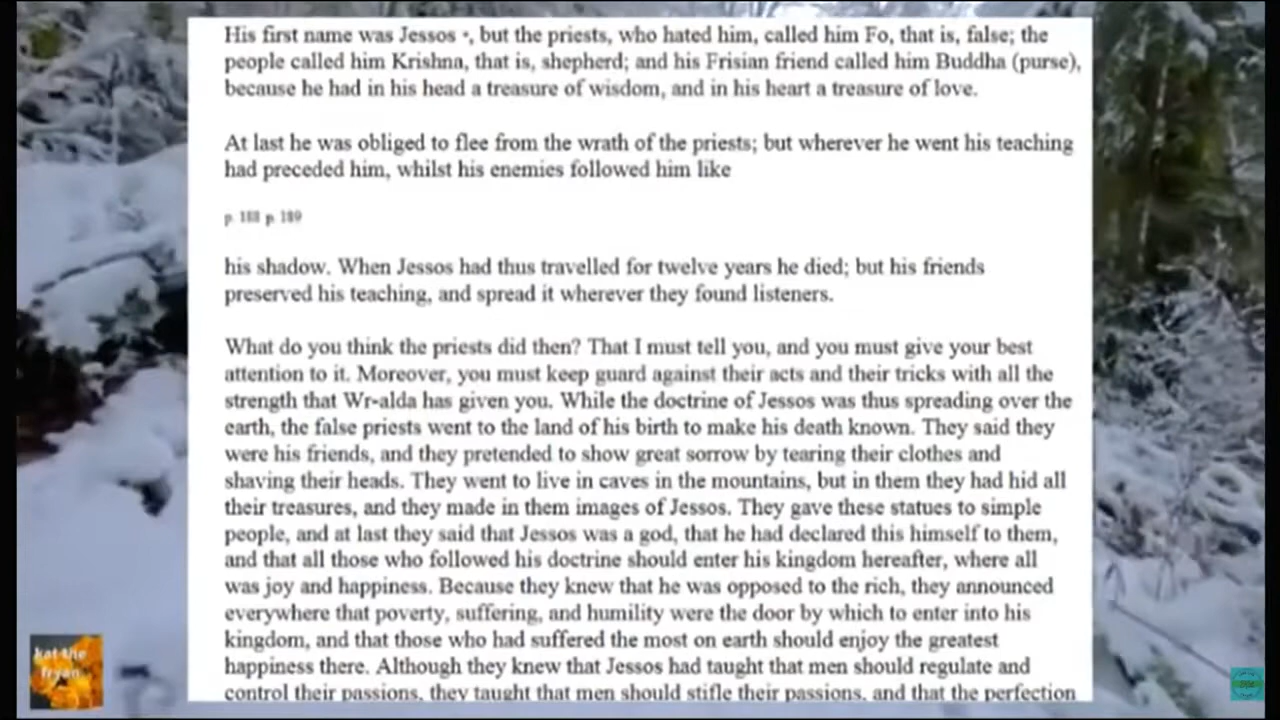 His first name was Jessos -, but the priests, who hated him, called him Fo, that is, false; the
people called him Krishna, that is, shepherd; and his Frisian friend called him Buddha (purse),
because he had in his head a treasure of wisdom, and in his heart a treasure of love.
At last he was obliged to flee from the wrath of the priests; but wherever he went his teaching
had preceded him, whilst his enemies followed him like
p. 188 p. 189
his shadow. When Jessos had thus travelled for twelve years he died; but his friends
preserved his teaching, and spread it wherever they found listeners.
What do you think the priests did then? That I must tell you, and you must give your best
attention to it. Moreover, you must keep guard against their acts and their tricks with all the
strength that Wr-alda has given you. While the doctrine of Jessos was thus spreading over the
earth, the false priests went to the land of his birth to make his death known. They said they
were his friends, and they pretended to show great sorrow by tearing their clothes and
shaving their heads. They went to live in caves in the mountains, but in them they had hid all
their treasures, and they made in them images of Jessos. They gave these statues to simple
people, and at last they said that Jessos was a god, that he had declared this himself to them,
and that all those who followed his doctrine should enter his kingdom hereafter, where all
was joy and happiness. Because they knew that he was opposed to the rich, they announced
everywhere that poverty, suffering, and humility were the door by which to enter into his
kingdom, and that those who had suffered the most on earth should enjoy the greatest
happiness there. Although they knew that Jessos had taught that men should regulate and
control their passions, they taught that men should stifle their passions, and that the perfection
kat the
fryan